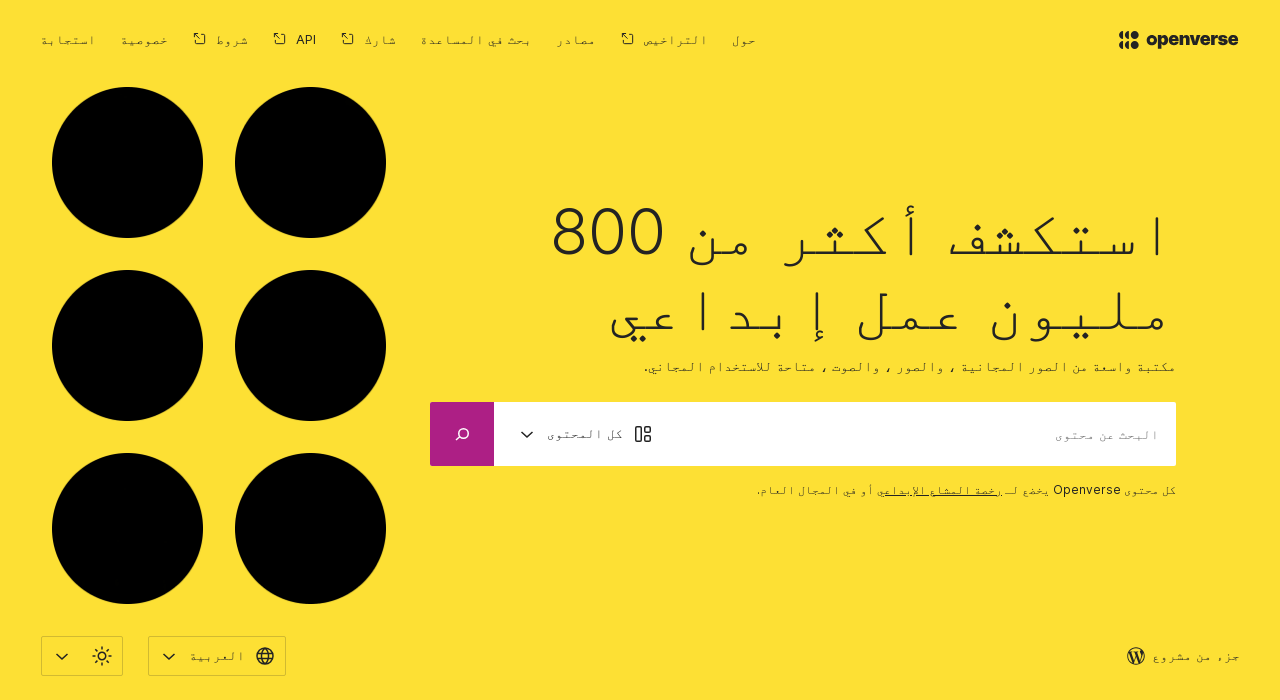 openverse
حول
التراخيص
مصادر
بحث في المساعدة
شارك
API
شروط
خصوصية
استجابة
استكشف أكثر من 800
مليون عمل إبداعي
مكتبة واسعة من الصور المجانية ، والصور ، والصوت ، متاحة للاستخدام المجاني.
البحث عن محتوى
كل المحتوى
كل محتوى Openverse يخضع لـ رخصة المشاع الإبداعي أو في المجال العام.
جزء من مشروع
العربية